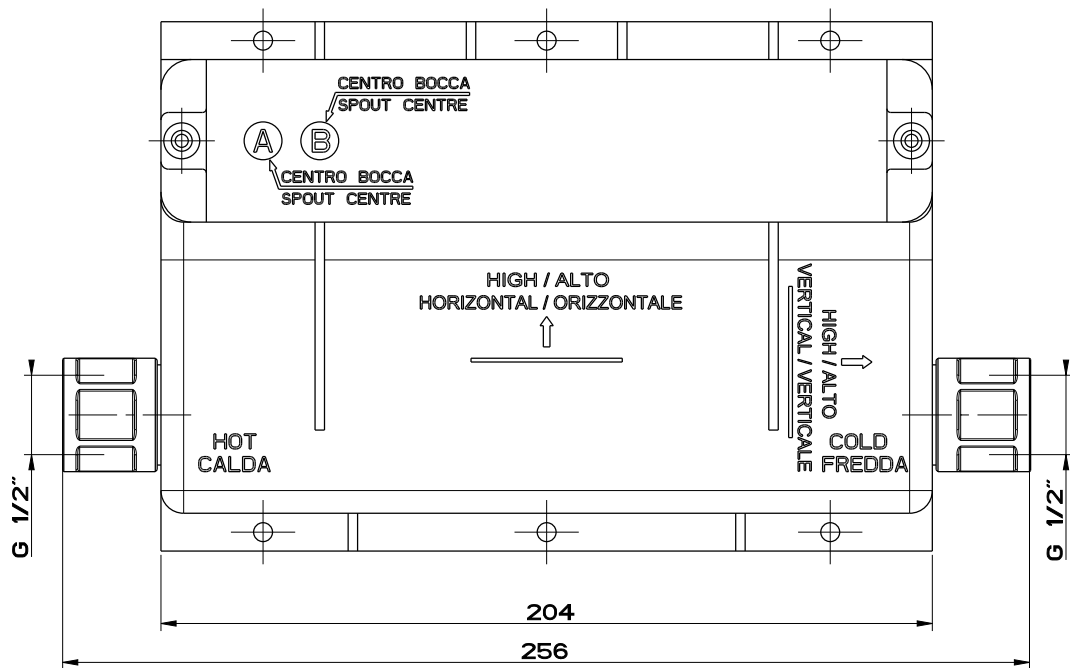 CENTRO BOCCA
SPOUT CENTRE
A
B
CENTRO BOCCA
SPOUT CENTRE
HIGH / ALTO
HORIZONTAL / ORIZZONTALE
VERTICAL / VERTICALE
HIGH / ALTO
HOT
CALDA
COLD
FREDDA
G 1/2"
G 1/2"
204
256